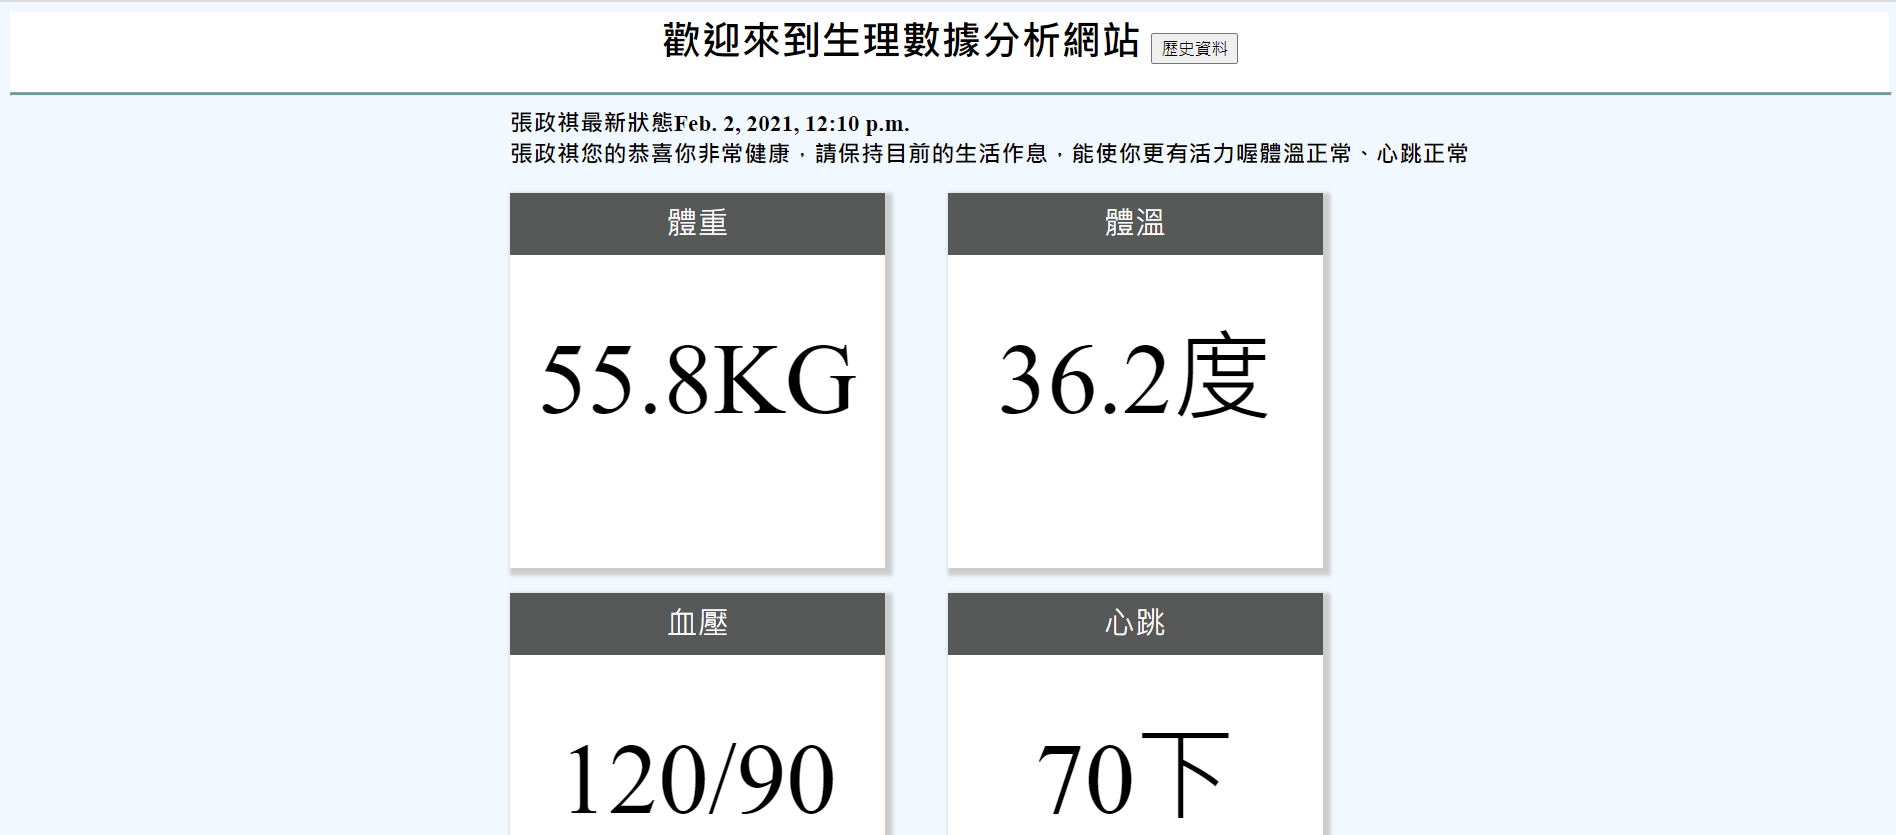 歡迎來到生理數據分析網站 歷史資料
張政祺最新狀態Feb. 2, 2021, 12:10 p.m.
張政祺您的恭喜你非常健康，請保持目前的生活作息，能使你更有活力喔體溫正常、心跳正常
體重
55.8KG
體溫
36.2度
血壓
120/90
心跳
70下